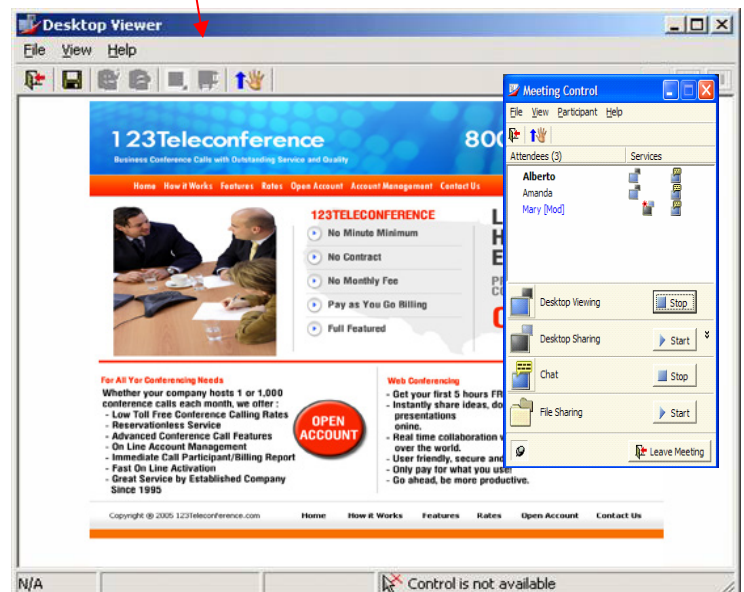 Desktop Viewer
File View Help
123Teleconference
800
Business Conference Calls with Outstanding Service and Quality
Home How it Works Features Rates Open Account Account Management Contact Us
123TELECONFERENCE
No Minute Minimum
No Contract
No Monthly Fee
Pay as You Go Billing
Full Featured
L
H
E
For All Yor Conferencing Needs
Whether your company hosts 1 or 1,000
conference calls each month, we offer :
- Low Toll Free Conference Calling Rates
- Reservationless Service
- Advanced Conference Call Features
- On Line Account Management
- Immediate Call Participant/Billing Report
- Fast On Line Activation
- Great Service by Established Company
Since 1995
OPEN
ACCOUNT
Web Conferencing
- Get your first 5 hours FR
- Instantly share ideas, do
presentations
onine.
- Real time collaboration
over the world.
- User friendly, secure and
- Only pay for what you use!
- Go ahead, be more productive.
Copyright @ 2005 123Teleconference.com Home How it Works Features Rates Open Account Contact Us
N/A Control is not available
Meeting Control
File View Participant Help
Attendees (3) Services
Alberto
Amanda
Mary [Mod]
Desktop Viewing Stop
Desktop Sharing Start
Chat Stop
File Sharing Start
Leave Meeting